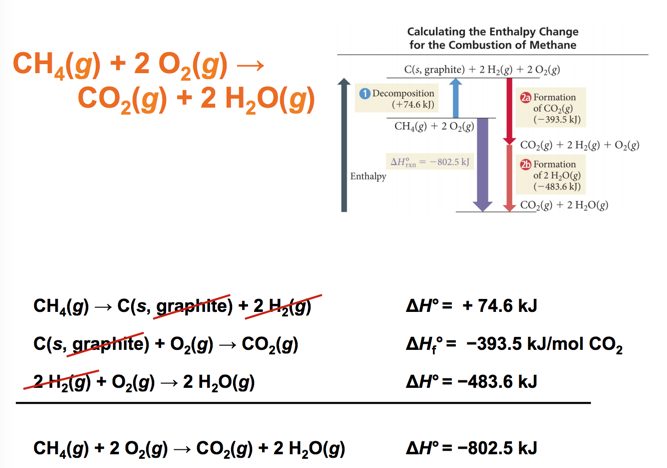 CH₄(g) + 2 O₂(g) →
CO₂(g) + 2 H₂O(g)
Calculating the Enthalpy Change
for the Combustion of Methane
C(s, graphite) + 2 H₂(g) + 2 O₂(g)
1 Decomposition
(+74.6 kJ)
2a Formation
of CO₂(g)
(−393.5 kJ)
CH₄(g) + 2 O₂(g)
CO₂(g) + 2 H₂(g) + O₂(g)
ΔH°rxn = −802.5 kJ
2b Formation
of 2 H₂O(g)
(−483.6 kJ)
Enthalpy
CO₂(g) + 2 H₂O(g)
CH₄(g) → C(s, graphite) + 2 H₂(g) ΔH° = + 74.6 kJ
C(s, graphite) + O₂(g) → CO₂(g) ΔHf° = −393.5 kJ/mol CO₂
2 H₂(g) + O₂(g) → 2 H₂O(g) ΔH° = −483.6 kJ
CH₄(g) + 2 O₂(g) → CO₂(g) + 2 H₂O(g) ΔH° = −802.5 kJ